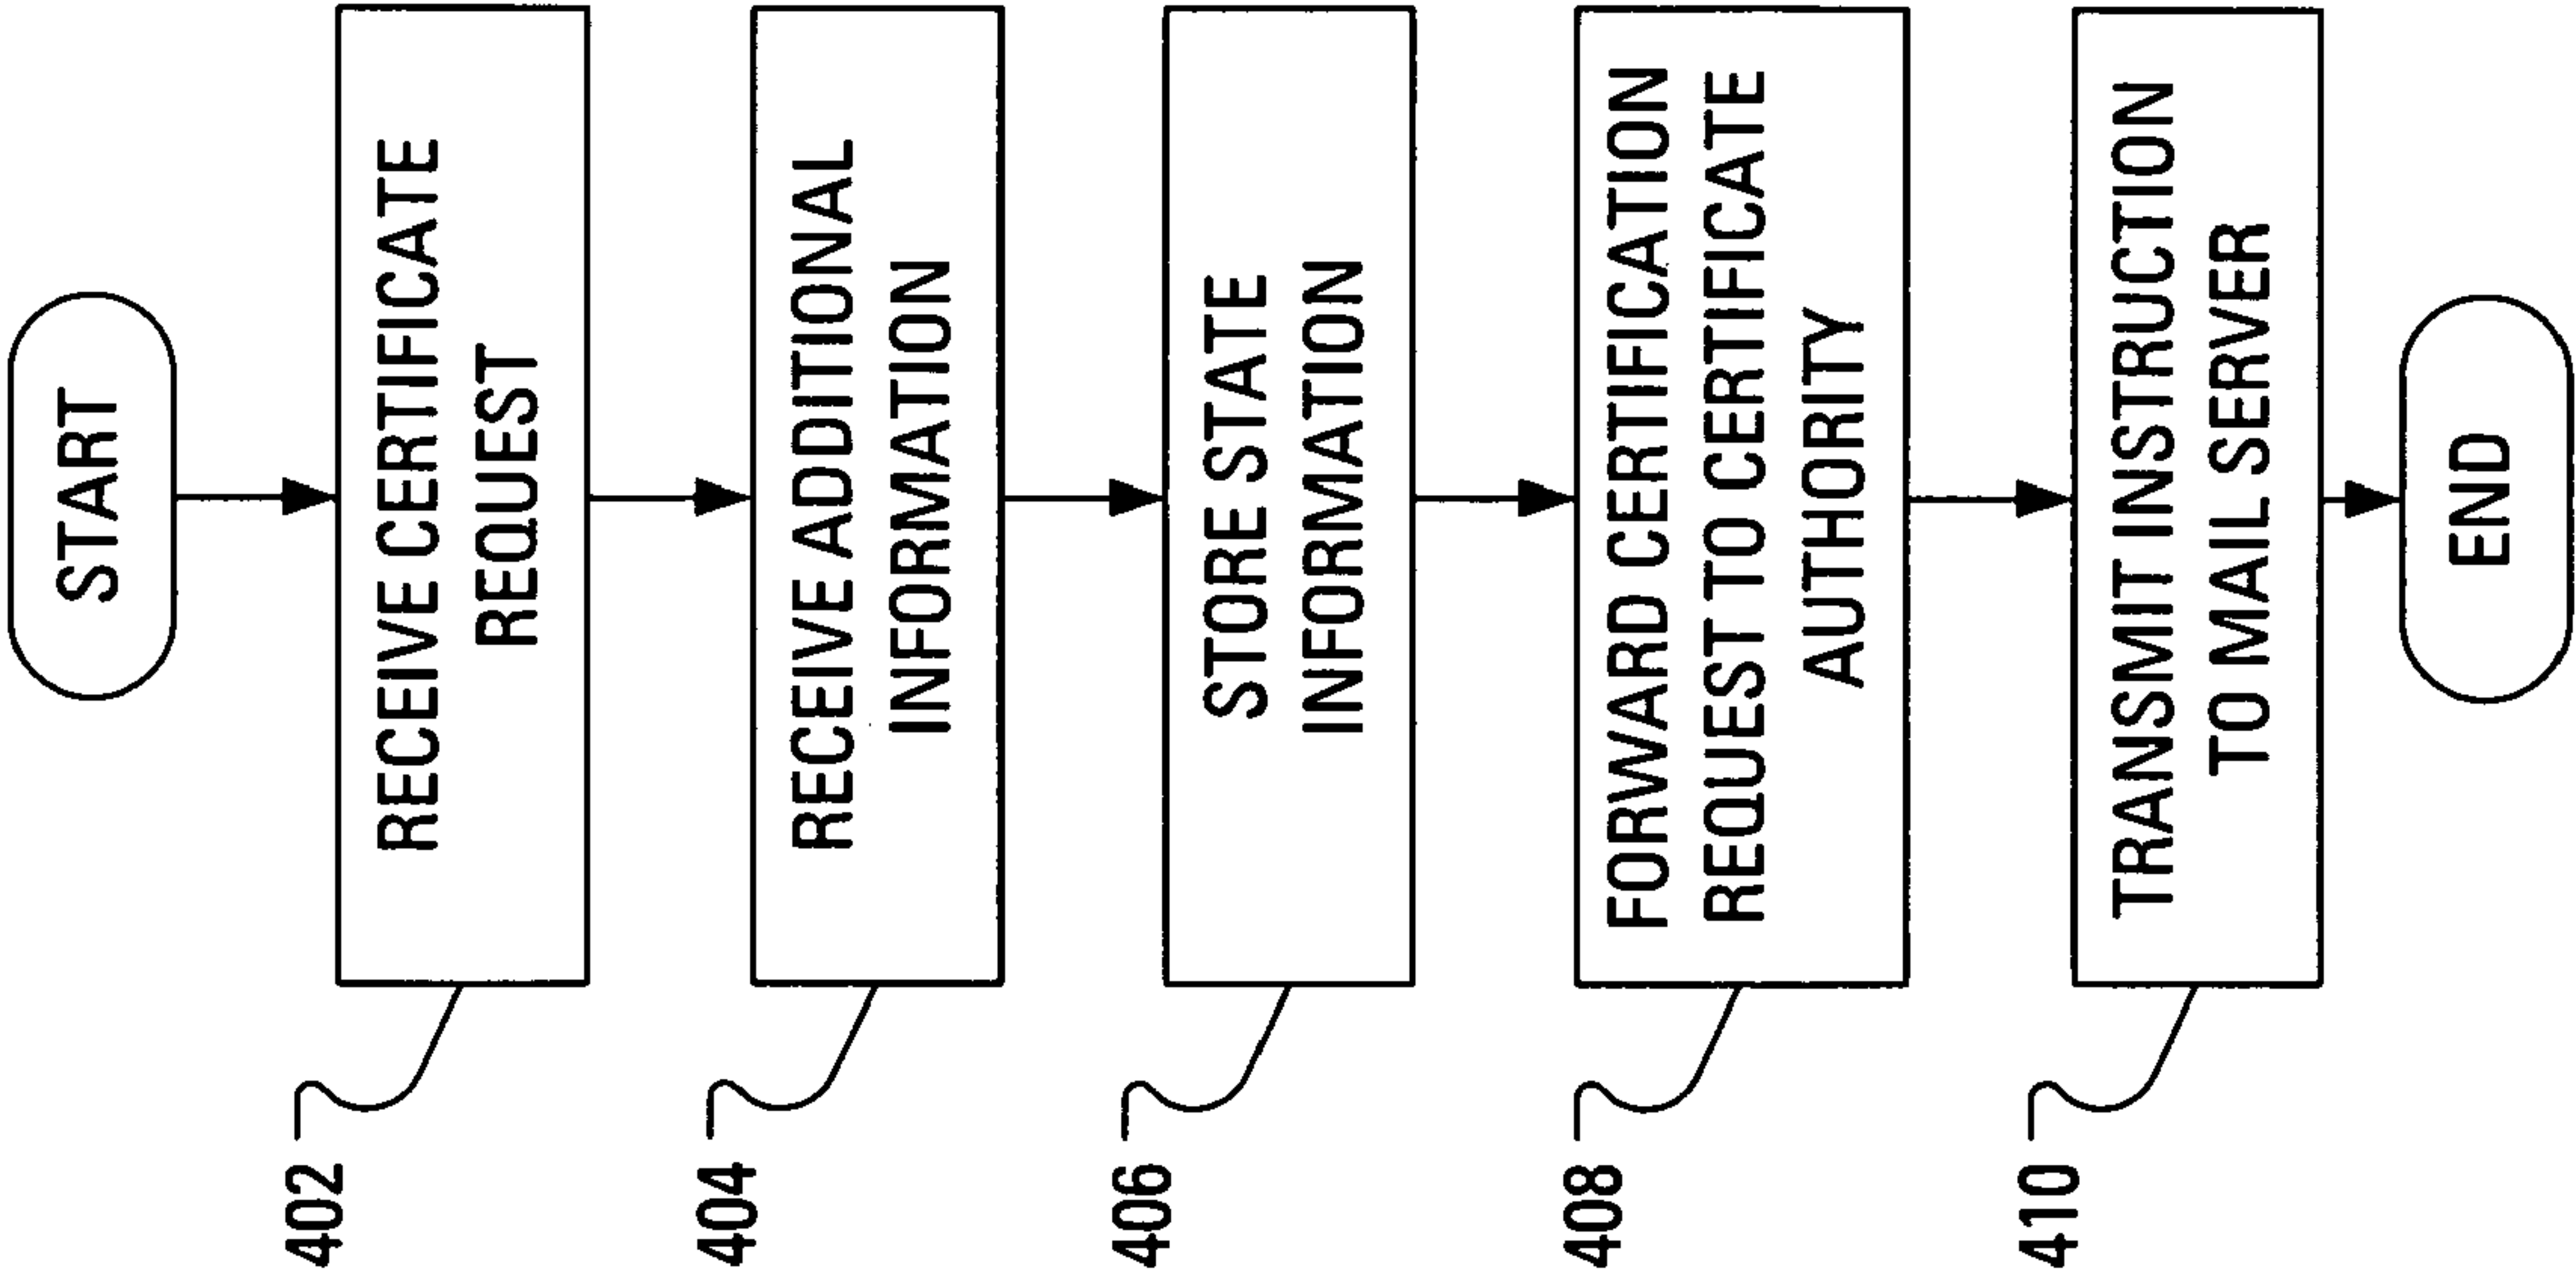 START
402
RECEIVE CERTIFICATE
REQUEST
404
RECEIVE ADDITIONAL
INFORMATION
406
STORE STATE
INFORMATION
408
FORWARD CERTIFICATION
REQUEST TO CERTIFICATE
AUTHORITY
410
TRANSMIT INSTRUCTION
TO MAIL SERVER
END